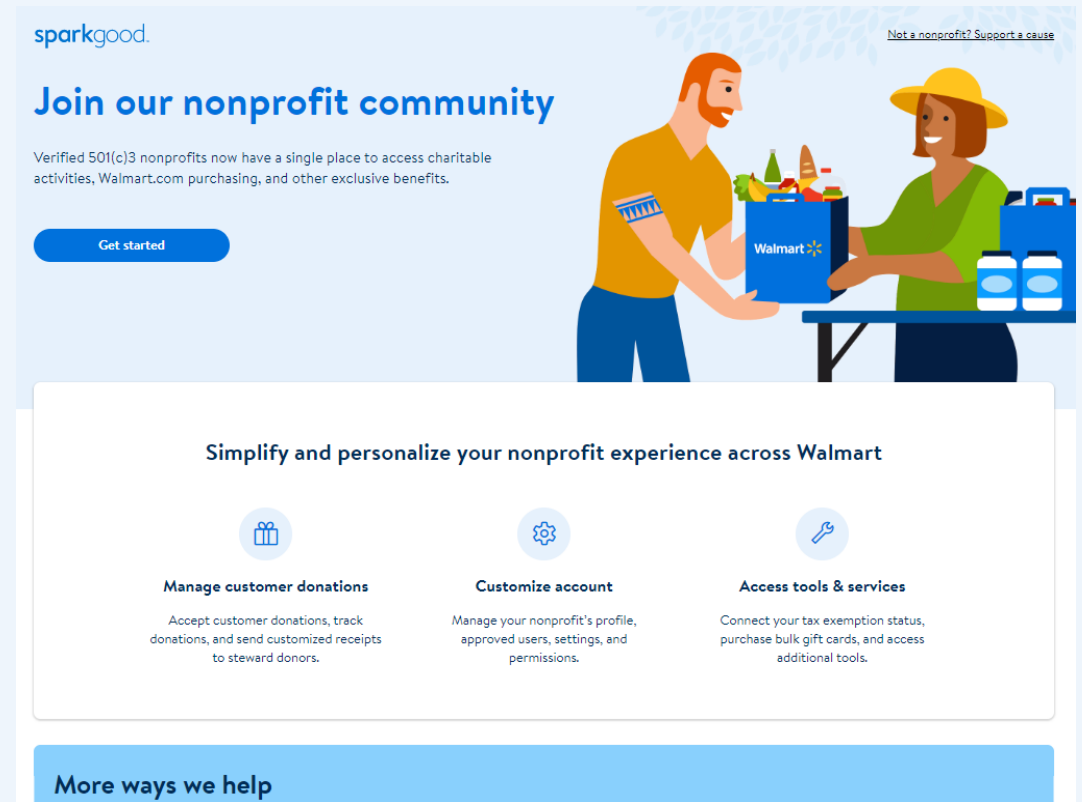 sparkgood.
Not a nonprofit? Support a cause
Join our nonprofit community
Verified 501(c)3 nonprofits now have a single place to access charitable
activities, Walmart.com purchasing, and other exclusive benefits.
Get started
Walmart
Simplify and personalize your nonprofit experience across Walmart
Manage customer donations
Accept customer donations, track
donations, and send customized receipts
to steward donors.
Customize account
Manage your nonprofit's profile,
approved users, settings, and
permissions.
Access tools & services
Connect your tax exemption status,
purchase bulk gift cards, and access
additional tools.
More ways we help